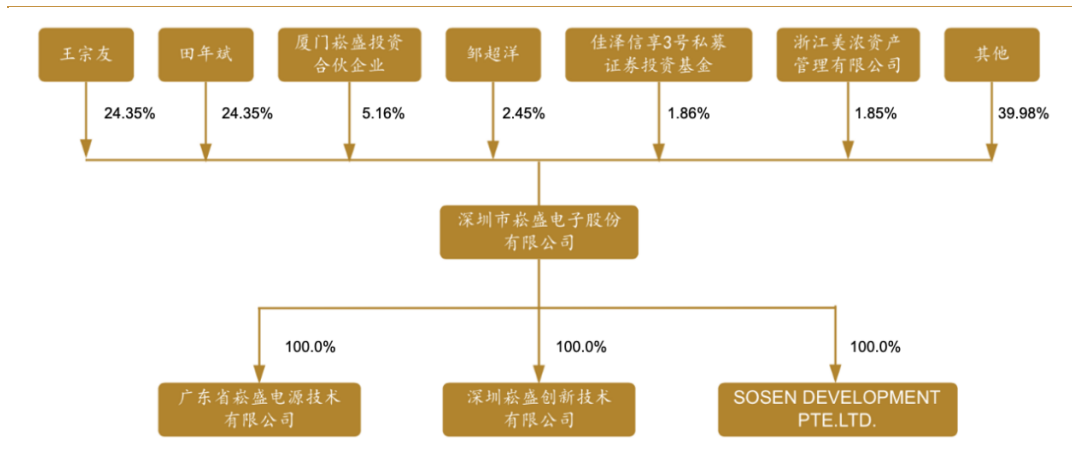 王宗友
田年斌
厦门崧盛投资
合伙企业
邹超洋
佳泽信享3号私募
证券投资基金
浙江美浓资产
管理有限公司
其他
24.35%
24.35%
5.16%
2.45%
1.86%
1.85%
39.98%
深圳市崧盛电子股份
有限公司
100.0%
100.0%
100.0%
广东省崧盛电源技术
有限公司
深圳崧盛创新技术
有限公司
SOSEN DEVELOPMENT
PTE.LTD.